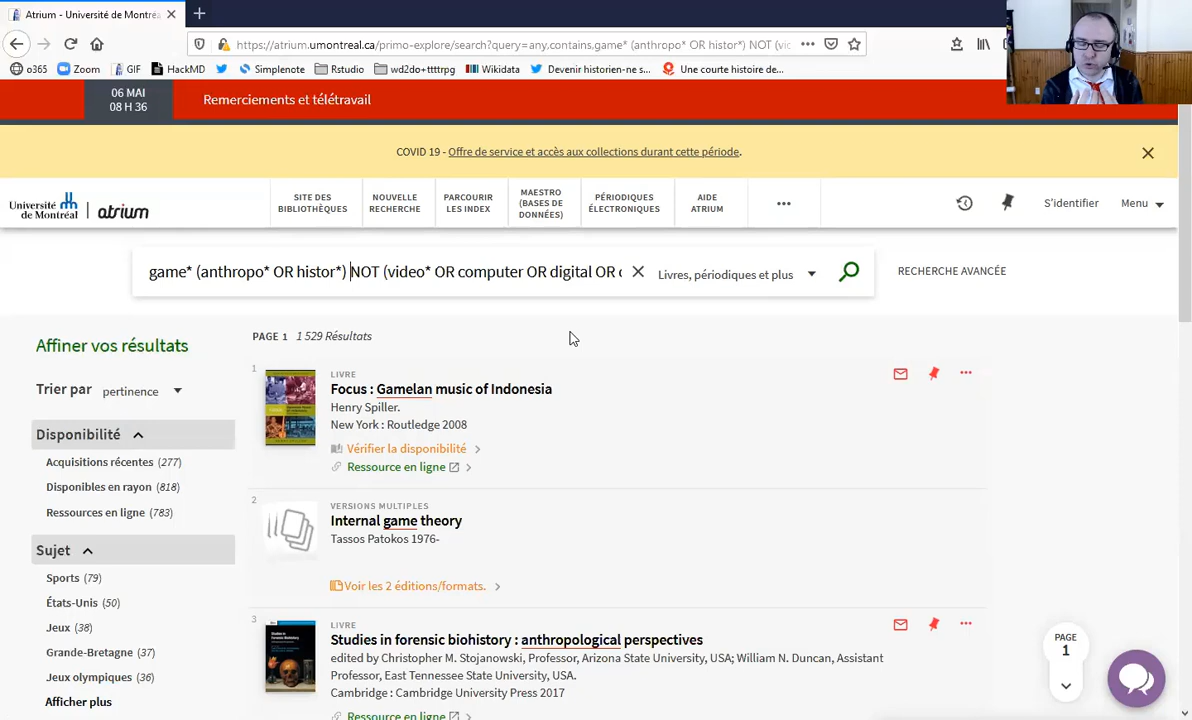 Atrium - Université de Montréa
https://atrium.umontreal.ca/primo-explore/search?query=any,contains,game* (anthropo* OR histor*) NOT (vic
o365
Zoom
GIF
HackMD
Simplenote
Rstudio
wd2do+ttttrpg
Wikidata
Devenir historien-ne s...
Une courte histoire de...
06 MAI
08 H 36
Remerciements et télétravail
COVID 19 - Offre de service et accès aux collections durant cette période.
Université de Montréal
atrium
SITE DES BIBLIOTHÈQUES
NOUVELLE RECHERCHE
PARCOURIR LES INDEX
MAESTRO (BASES DE DONNÉES)
PÉRIODIQUES ÉLECTRONIQUES
AIDE ATRIUM
S'identifier
Menu
game* (anthropo* OR histor*) NOT (video* OR computer OR digital OR c
Livres, périodiques et plus
RECHERCHE AVANCÉE
Affiner vos résultats
Trier par pertinence
Disponibilité
Acquisitions récentes (277)
Disponibles en rayon (818)
Ressources en ligne (783)
Sujet
Sports (79)
États-Unis (50)
Jeux (38)
Grande-Bretagne (37)
Jeux olympiques (36)
Afficher plus
PAGE 1 1 529 Résultats
1
LIVRE
Focus : Gamelan music of Indonesia
Henry Spiller.
New York : Routledge 2008
Vérifier la disponibilité
Ressource en ligne
2
VERSIONS MULTIPLES
Internal game theory
Tassos Patokos 1976-
Voir les 2 éditions/formats.
3
LIVRE
Studies in forensic biohistory : anthropological perspectives
edited by Christopher M. Stojanowski, Professor, Arizona State University, USA; William N. Duncan, Assistant
Professor, East Tennessee State University, USA.
Cambridge : Cambridge University Press 2017
Ressource en ligne
PAGE
1